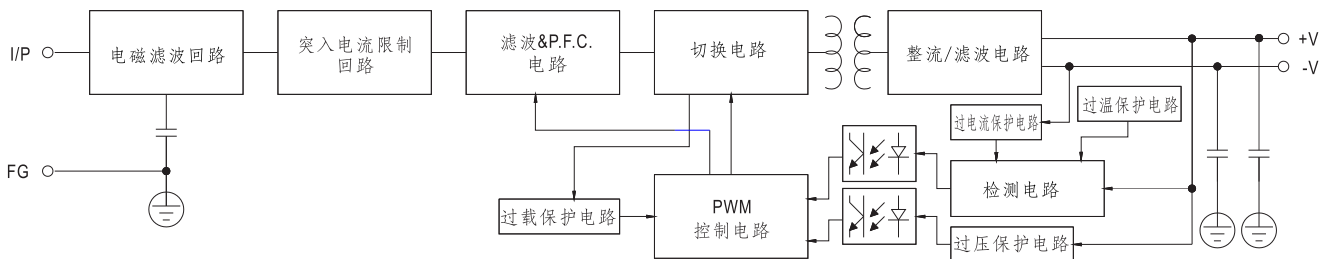 I/P
电磁滤波回路
突入电流限制
回路
滤波&P.F.C.
电路
切换电路
整流/滤波电路
+V
-V
过电流保护电路
过温保护电路
FG
过载保护电路
PWM
控制电路
检测电路
过压保护电路